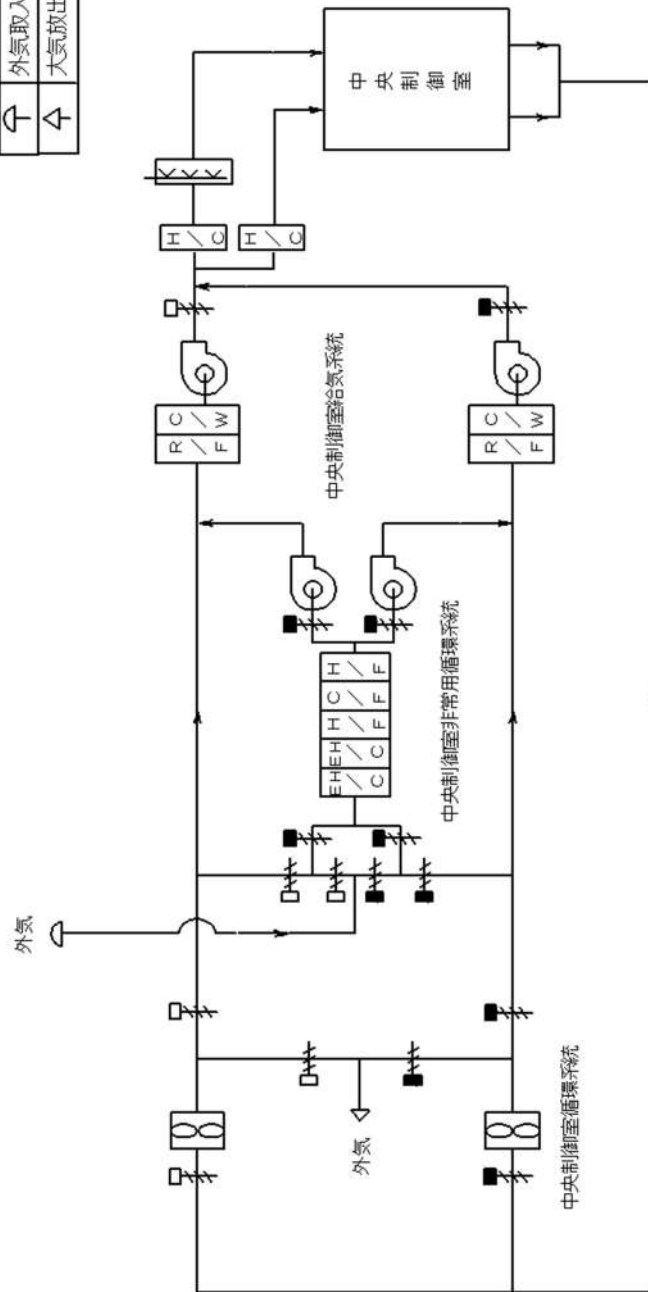 外気取入
大気放出
中央制御室
H/C
H/C
R/F
C/W
中央制御室給気系統
EH/C
EH/C
H/F
C/F
H/F
中央制御室非常用循環系統
R/F
C/W
外気
外気
中央制御室循環系統